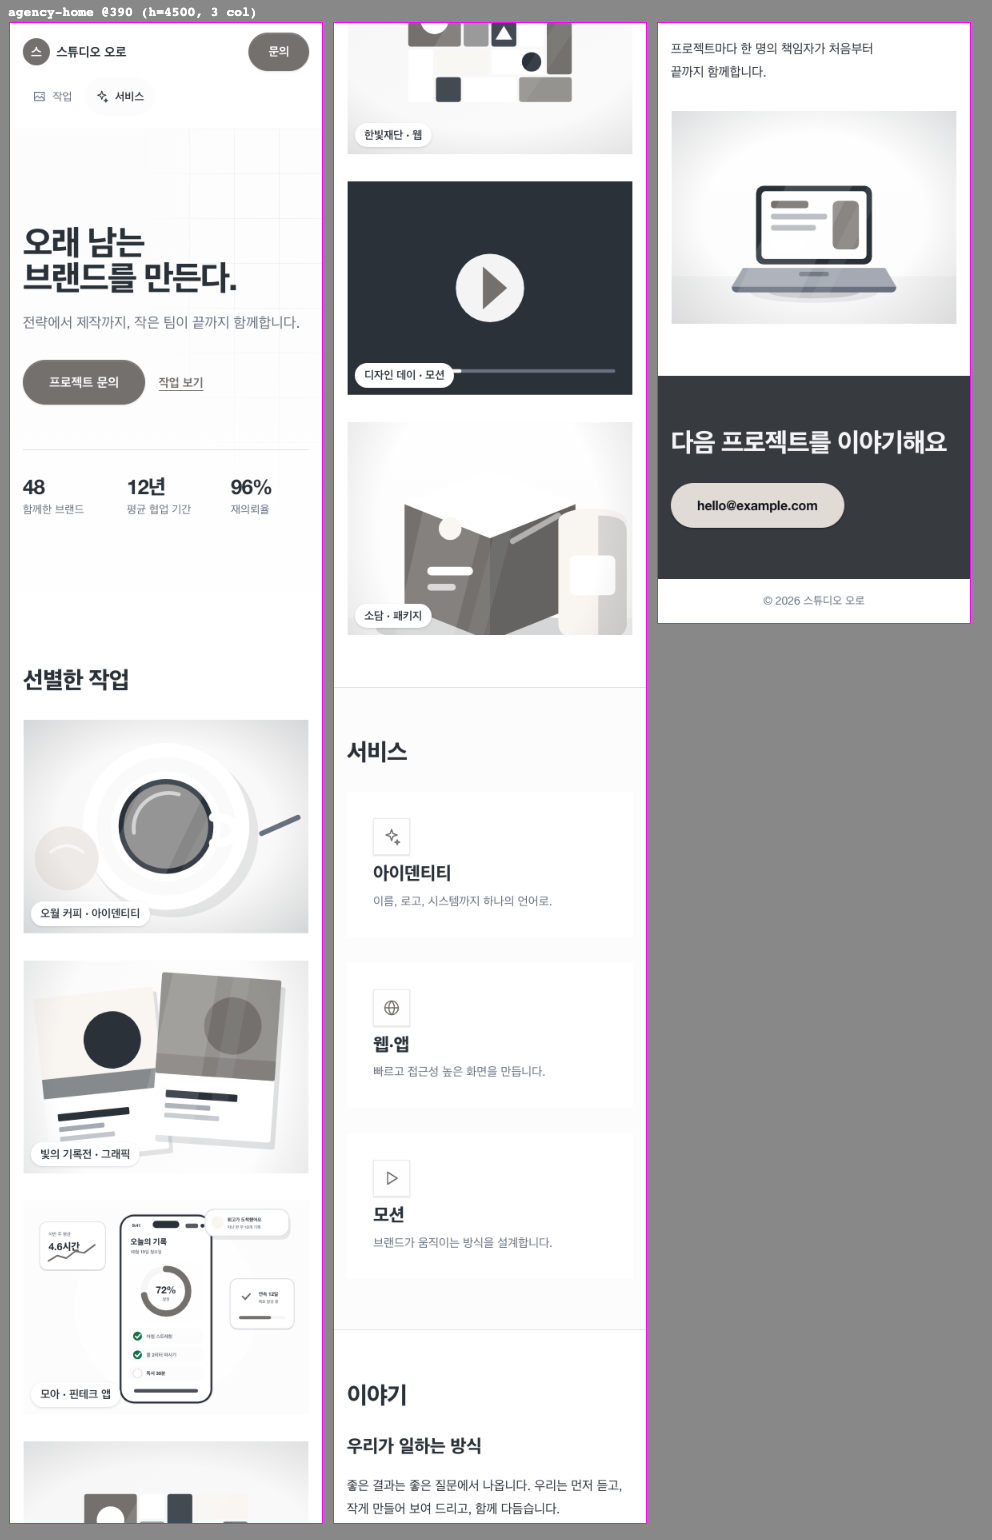 agency-home @390 (h=4500, 3 col)
스 스튜디오 오로
문의
작업 서비스
오래 남는
브랜드를 만든다.
전략에서 제작까지, 작은 팀이 끝까지 함께합니다.
프로젝트 문의 작업 보기
48 12년 96%
함께한 브랜드 평균 협업 기간 재의뢰율
선별한 작업
오월 커피 · 아이덴티티
빛의 기록전 · 그래픽
4.6시간
오늘의 기록
72%
연속 12일
모아 · 핀테크 앱
한빛재단 · 웹
디자인 데이 · 모션
소담 · 패키지
서비스
아이덴티티
이름, 로고, 시스템까지 하나의 언어로.
웹·앱
빠르고 접근성 높은 화면을 만듭니다.
모션
브랜드가 움직이는 방식을 설계합니다.
이야기
우리가 일하는 방식
좋은 결과는 좋은 질문에서 나옵니다. 우리는 먼저 듣고,
작게 만들어 보여 드리고, 함께 다듬습니다.
프로젝트마다 한 명의 책임자가 처음부터
끝까지 함께합니다.
다음 프로젝트를 이야기해요
hello@example.com
© 2026 스튜디오 오로